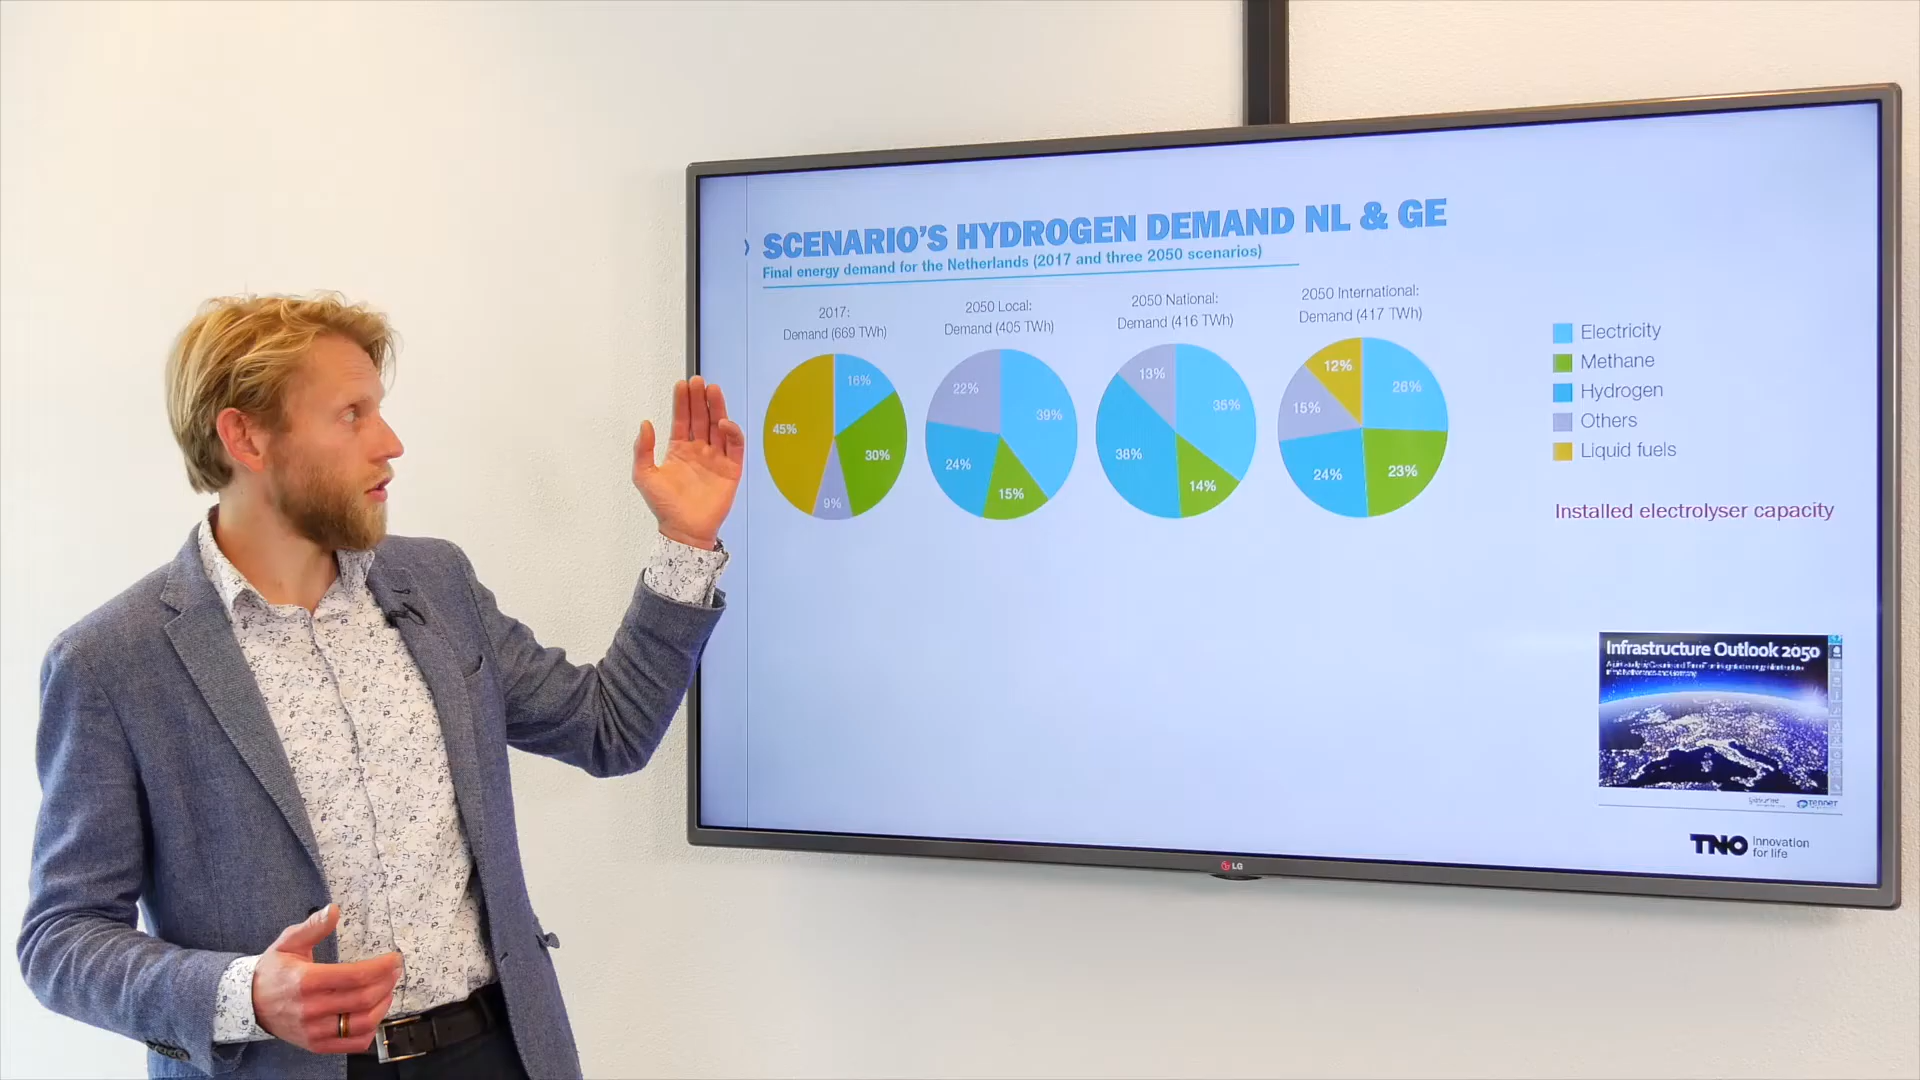 SCENARIO'S HYDROGEN DEMAND NL & GE
Final energy demand for the Netherlands (2017 and three 2050 scenarios)
2017:
Demand (669 TWh)
16%
30%
9%
45%
2050 Local:
Demand (405 TWh)
39%
15%
24%
22%
2050 National:
Demand (416 TWh)
35%
14%
38%
13%
2050 International:
Demand (417 TWh)
26%
23%
24%
15%
12%
Electricity
Methane
Hydrogen
Others
Liquid fuels
Installed electrolyser capacity
Infrastructure Outlook 2050
TNO innovation
for life
LG